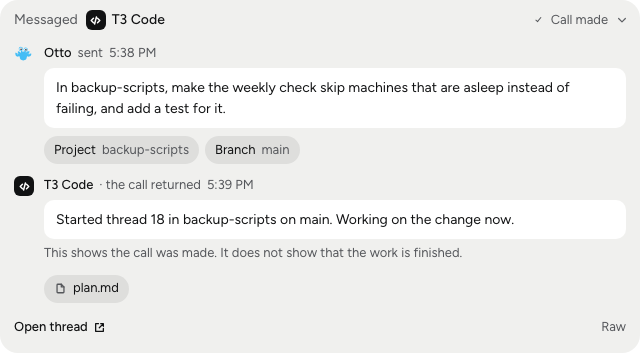 Messaged T3 Code ✓ Call made
Otto sent 5:38 PM
In backup-scripts, make the weekly check skip machines that are asleep instead of
failing, and add a test for it.
Project backup-scripts Branch main
T3 Code · the call returned 5:39 PM
Started thread 18 in backup-scripts on main. Working on the change now.
This shows the call was made. It does not show that the work is finished.
plan.md
Open thread Raw